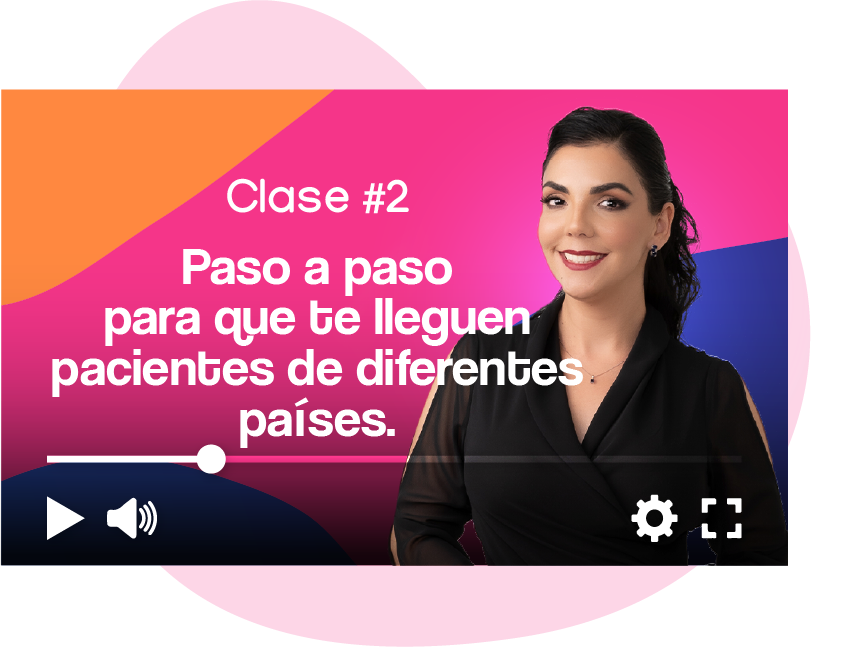 Clase #2
Paso a paso
para que te lleguen
pacientes de diferentes
países.